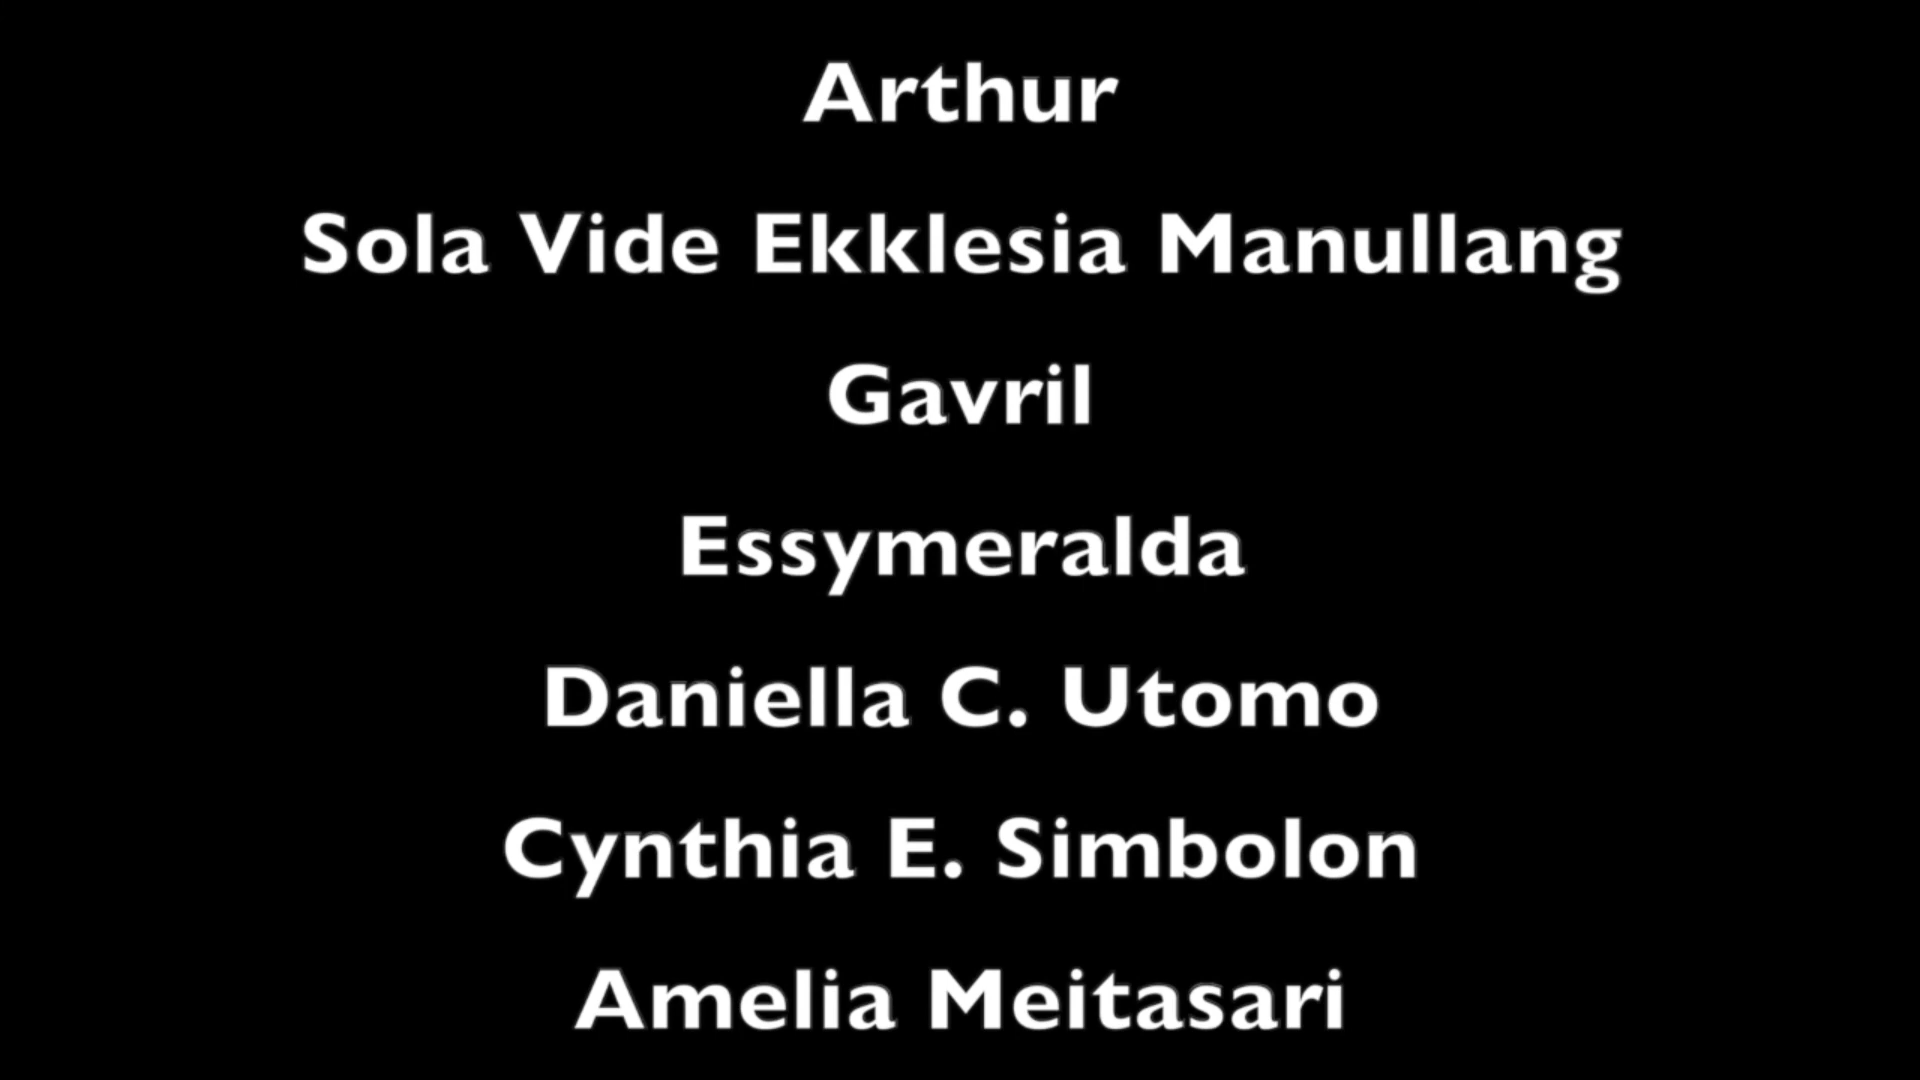 Arthur
Sola Vide Ekklesia Manullang
Gavril
Essymeralda
Daniella C. Utomo
Cynthia E. Simbolon
Amelia Meitasari